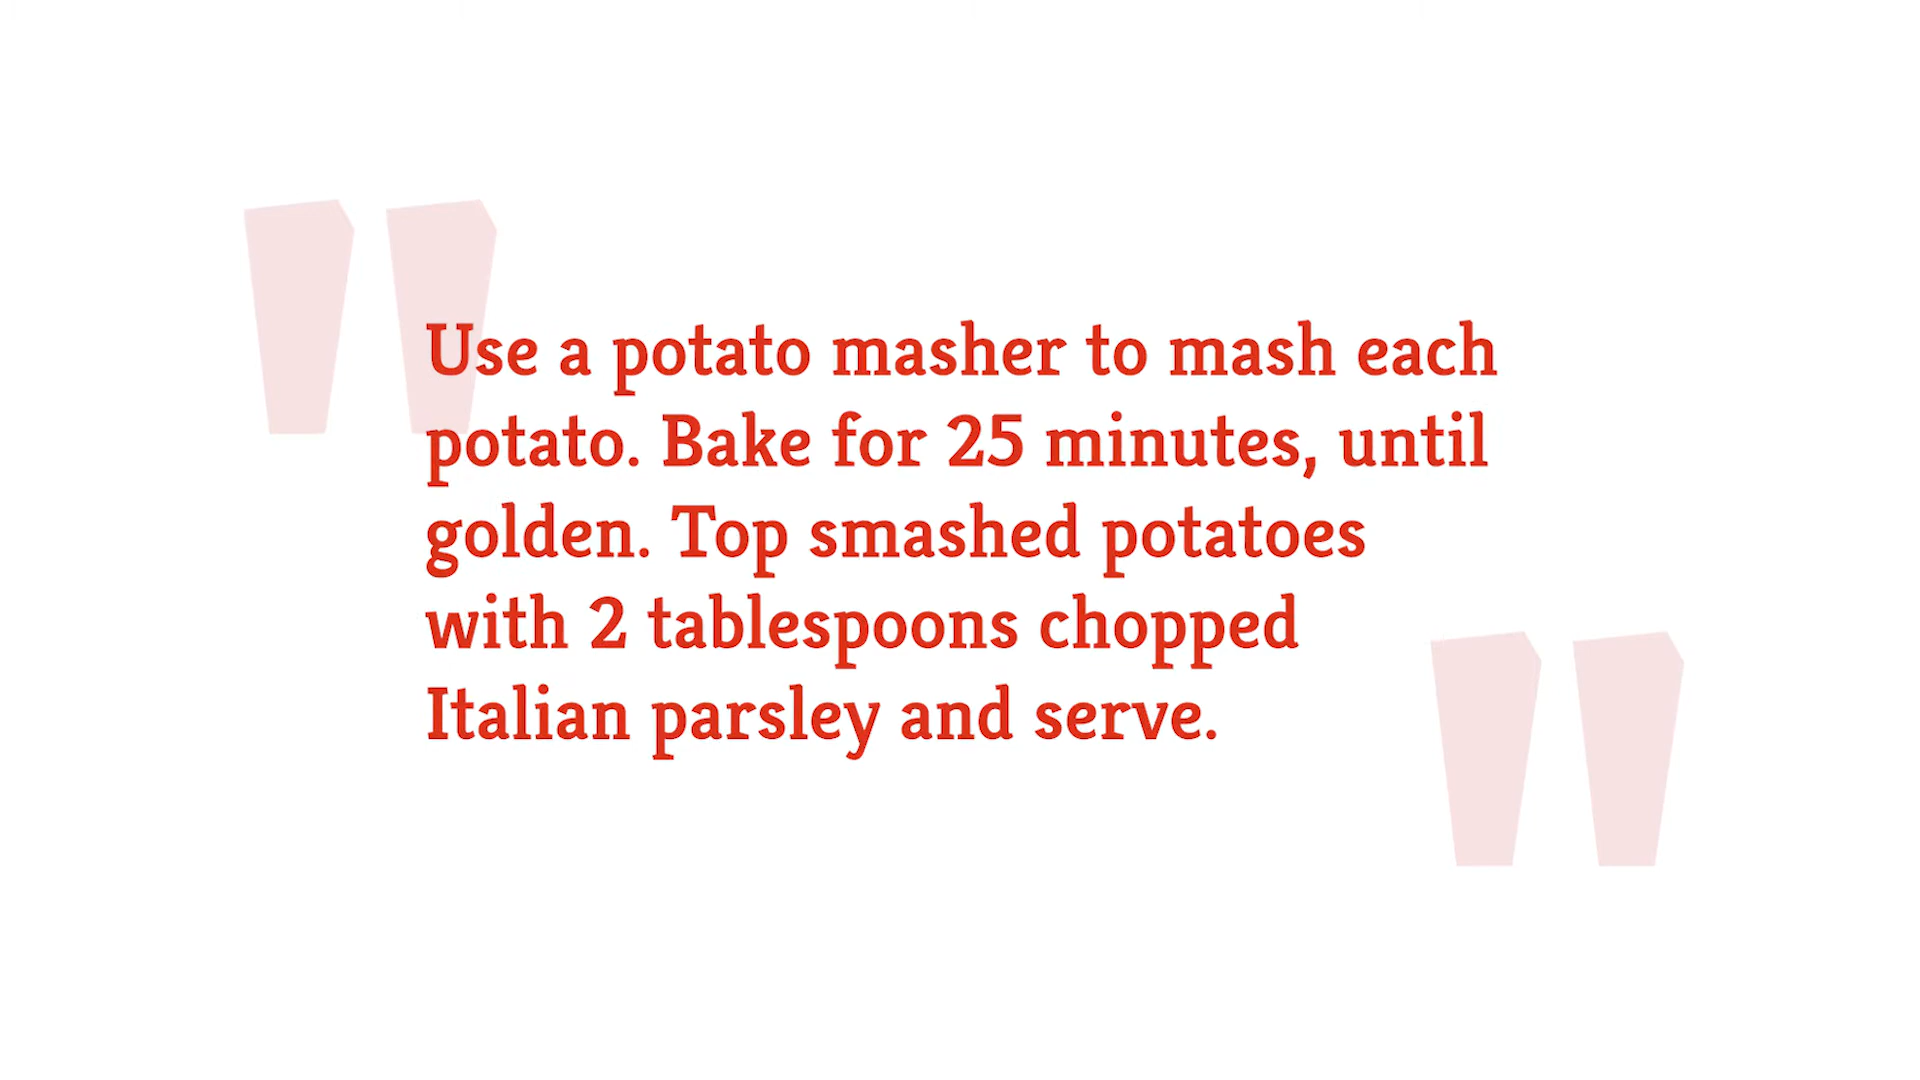 Use a potato masher to mash each
potato. Bake for 25 minutes, until
golden. Top smashed potatoes
with 2 tablespoons chopped
Italian parsley and serve.